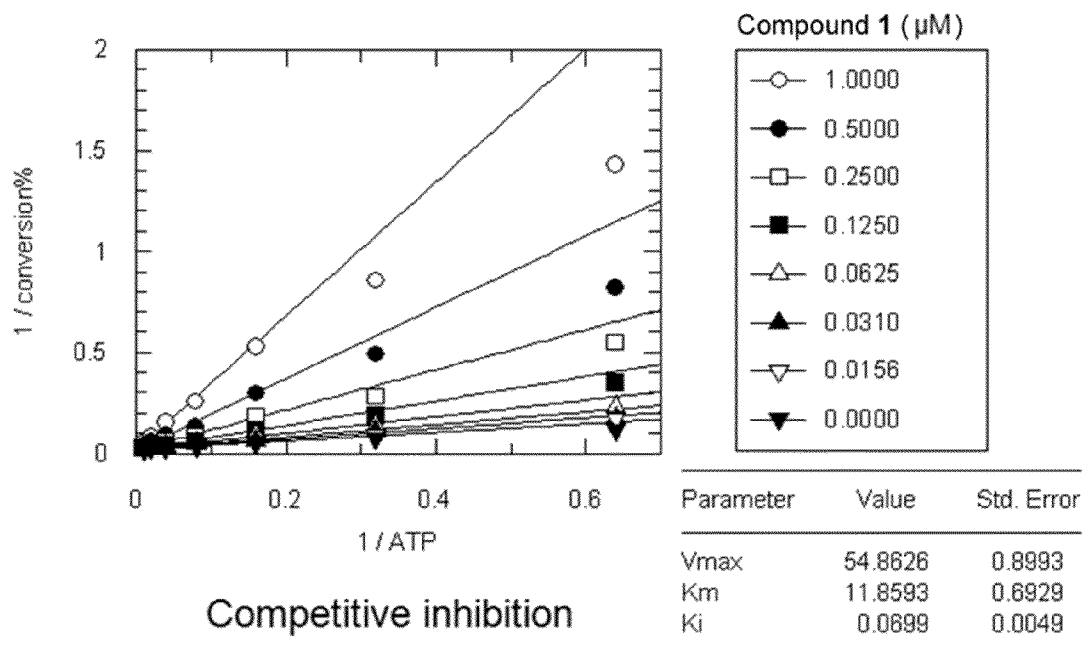 Compound 1 (µM)
2
1.5
1
0.5
0
1 / conversion%
0
0.2
0.4
0.6
1 / ATP
1.0000
0.5000
0.2500
0.1250
0.0625
0.0310
0.0156
0.0000
Parameter Value Std. Error
Vmax 54.8626 0.8993
Km 11.8593 0.6929
Ki 0.0699 0.0049
Competitive inhibition